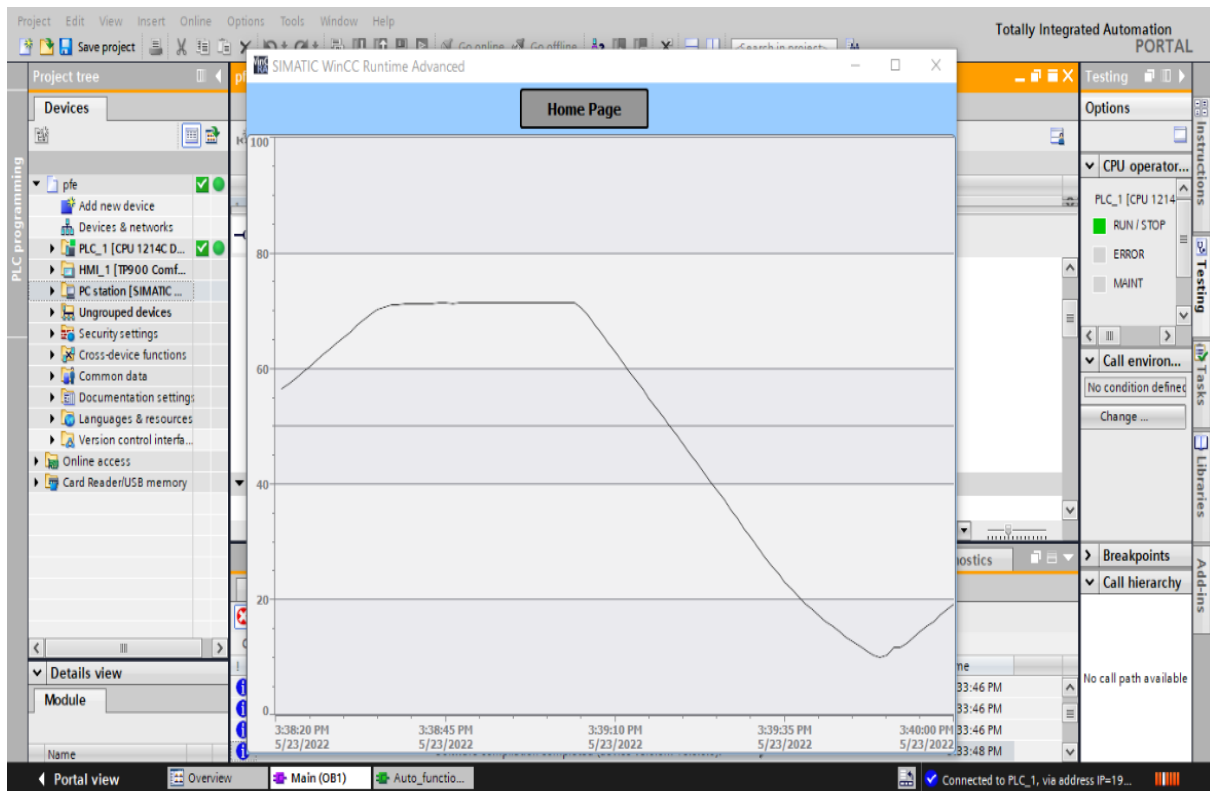 Project Edit View Insert Online Options Tools Window Help
Totally Integrated Automation
PORTAL
Save project
Go online
Go offline
<Search in project>
SIMATIC WinCC Runtime Advanced
Home Page
Project tree
Devices
pfe
Add new device
Devices & networks
PLC_1 [CPU 1214C D...
HMI_1 [TP900 Comf...
PC station [SIMATIC ...
Ungrouped devices
Security settings
Cross-device functions
Common data
Documentation settings
Languages & resources
Version control interfa...
Online access
Card Reader/USB memory
Details view
Module
Name
PLC programming
100
80
60
40
20
0
3:38:20 PM
5/23/2022
3:38:45 PM
5/23/2022
3:39:10 PM
5/23/2022
3:39:35 PM
5/23/2022
3:40:00 PM
5/23/2022
33:46 PM
33:46 PM
33:46 PM
33:48 PM
Testing
Options
CPU operator...
PLC_1 [CPU 1214
RUN / STOP
ERROR
MAINT
Call environ...
No condition defined
Change ...
Breakpoints
Call hierarchy
No call path available
Instructions
Testing
Tasks
Libraries
Add-ins
Portal view
Overview
Main (OB1)
Auto_functio...
Connected to PLC_1, via address IP=19...